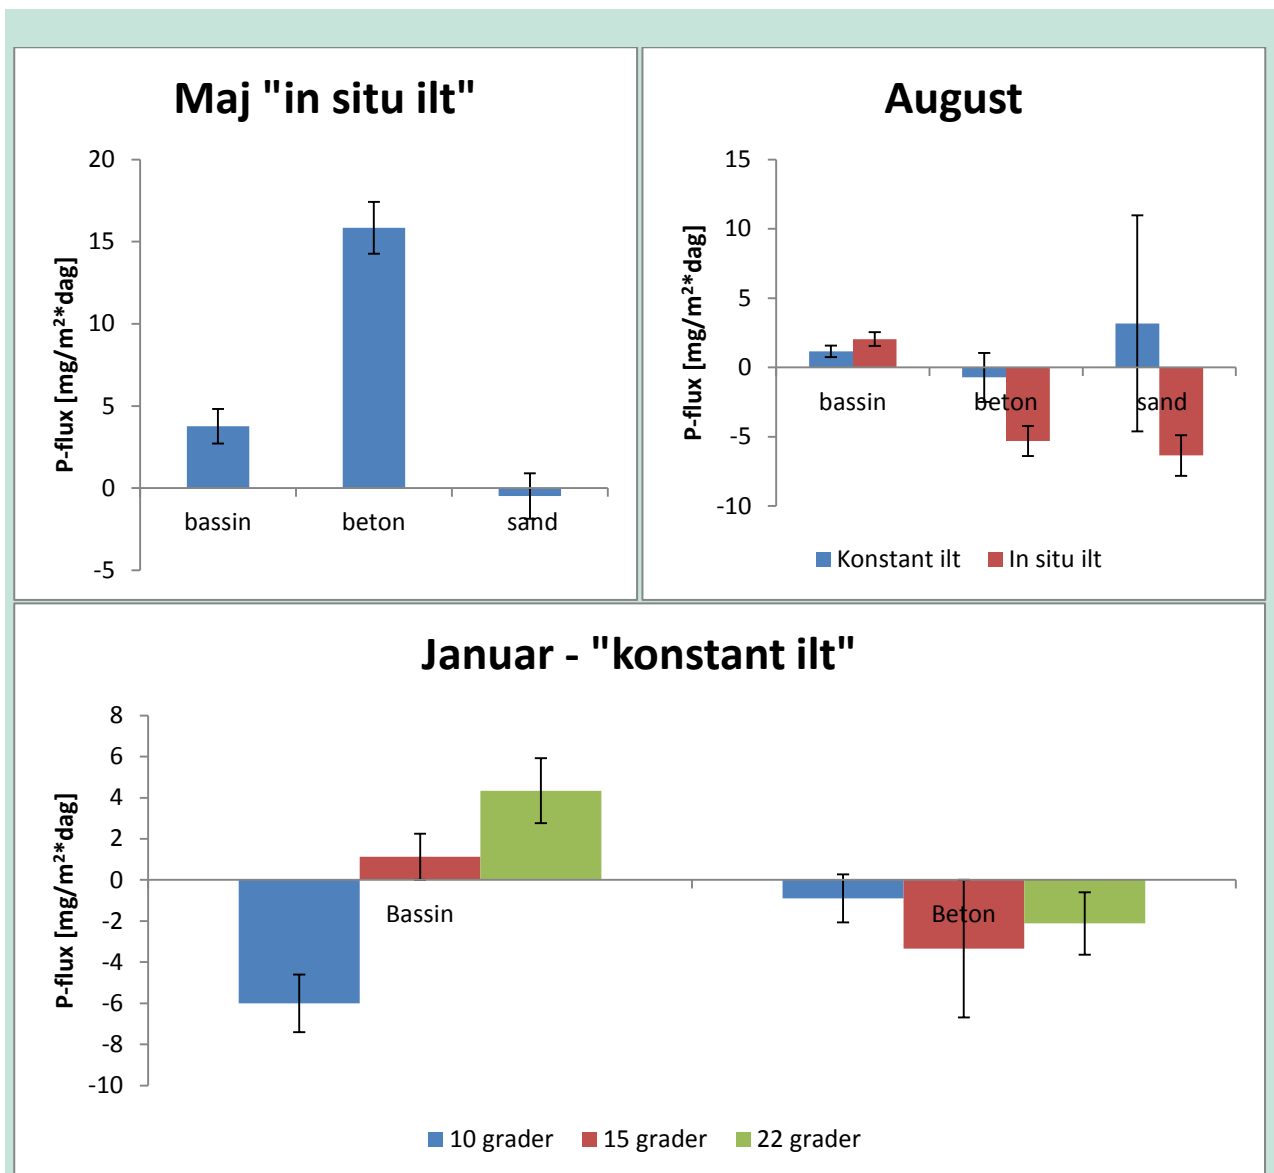 Maj "in situ ilt"
P-flux [mg/m²*dag]
20
15
10
5
0
-5
bassin beton sand
August
P-flux [mg/m²*dag]
15
10
5
0
-5
-10
bassin beton sand
Konstant ilt In situ ilt
Januar - "konstant ilt"
P-flux [mg/m²*dag]
8
6
4
2
0
-2
-4
-6
-8
-10
Bassin Beton
10 grader 15 grader 22 grader